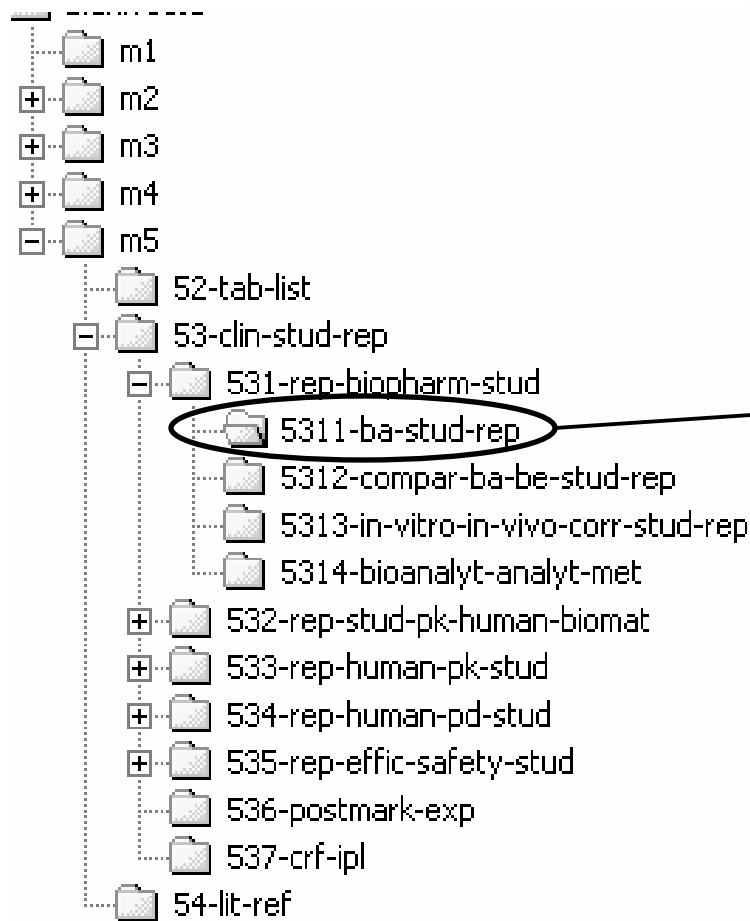 m1
m2
m3
m4
m5
52-tab-list
53-clin-stud-rep
531-rep-biopharm-stud
5311-ba-stud-rep
5312-compar-ba-be-stud-rep
5313-in-vitro-in-vivo-corr-stud-rep
5314-bioanalyt-analyt-met
532-rep-stud-pk-human-biomat
533-rep-human-pk-stud
534-rep-human-pd-stud
535-rep-effic-safety-stud
536-postmark-exp
537-crf-ipl
54-lit-ref